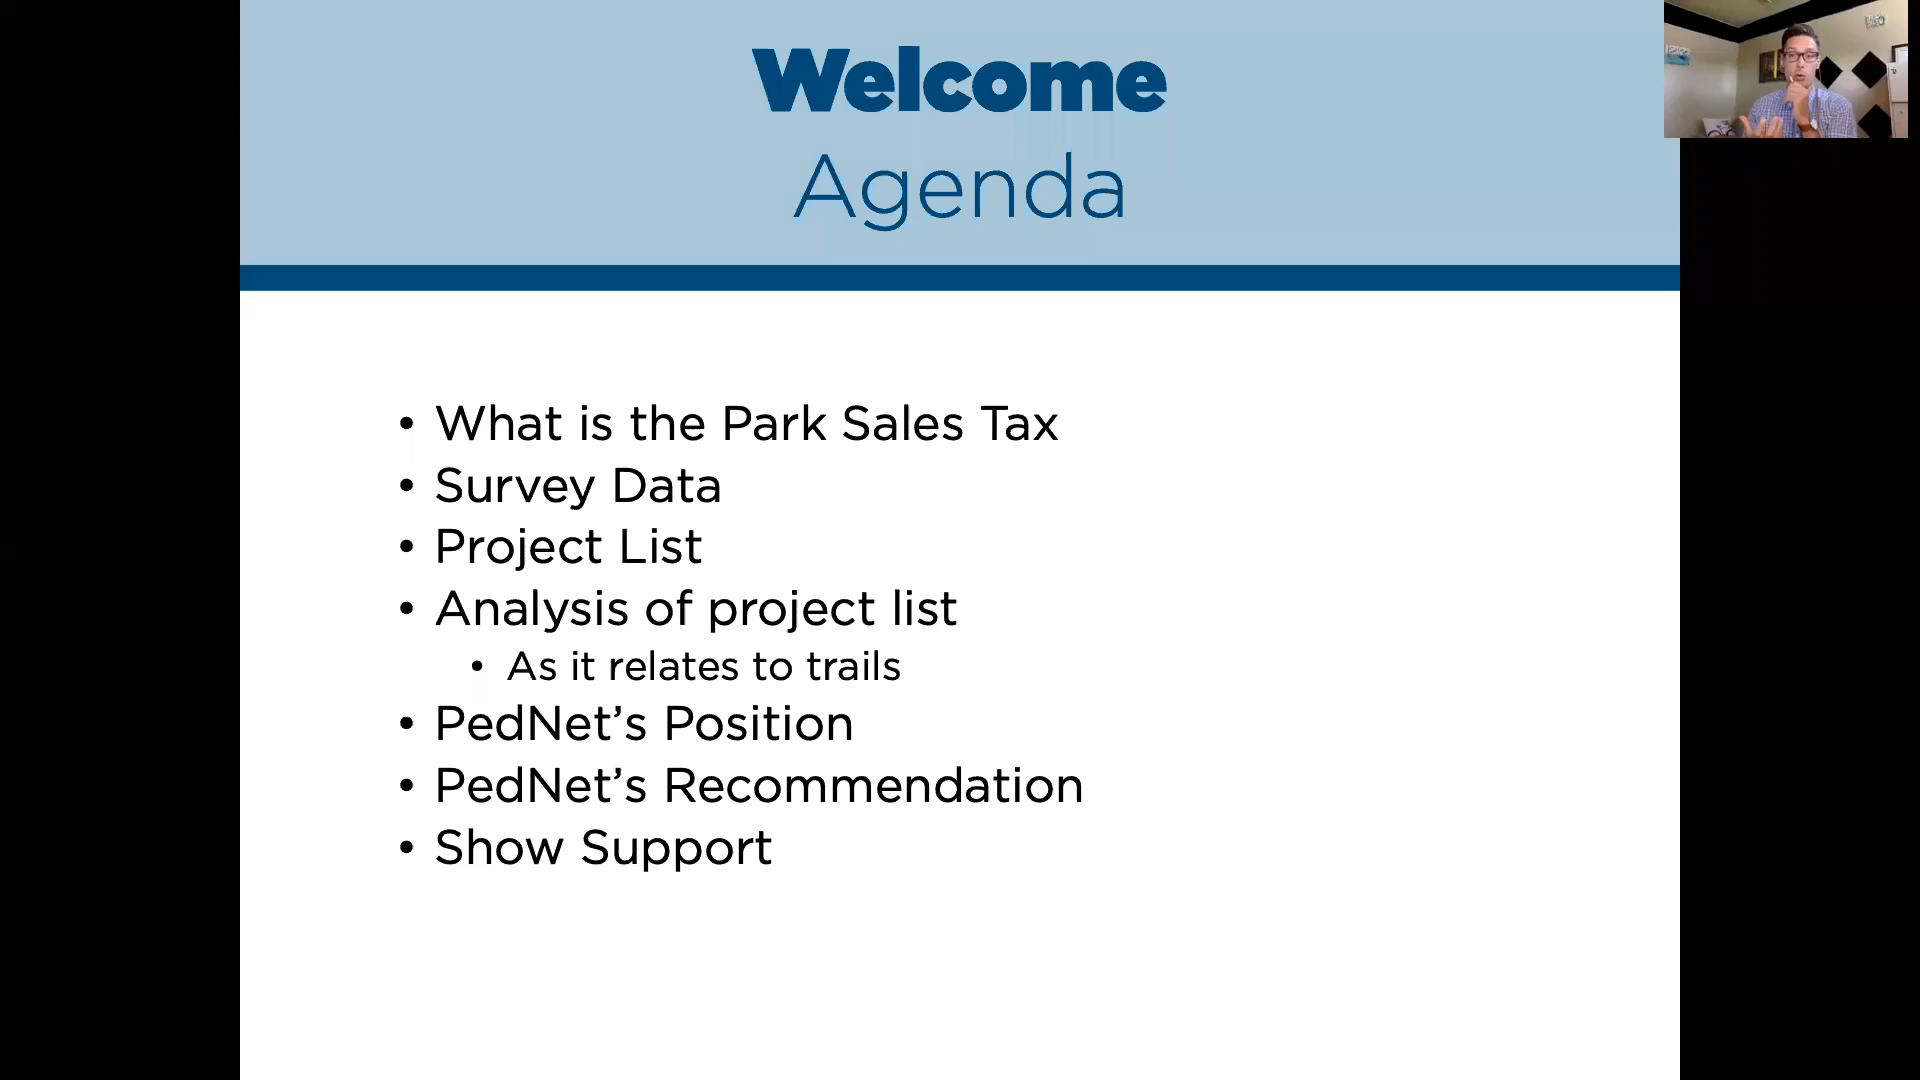 Welcome
Agenda
• What is the Park Sales Tax
• Survey Data
• Project List
• Analysis of project list
• As it relates to trails
• PedNet’s Position
• PedNet’s Recommendation
• Show Support